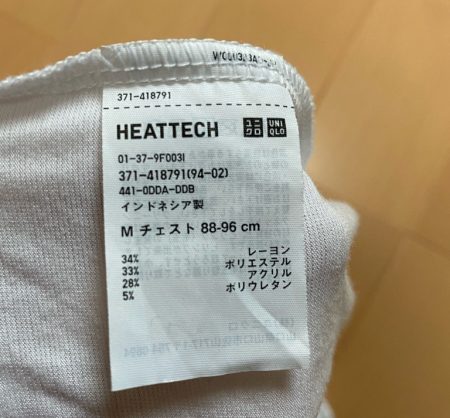 371-418791
HEATTECH ユニクロ UNIQLO
01-37-9F003I
371-418791(94-02)
441-0DDA-DDB
インドネシア製
M チェスト 88-96 cm
34% レーヨン
33% ポリエステル
28% アクリル
5% ポリウレタン